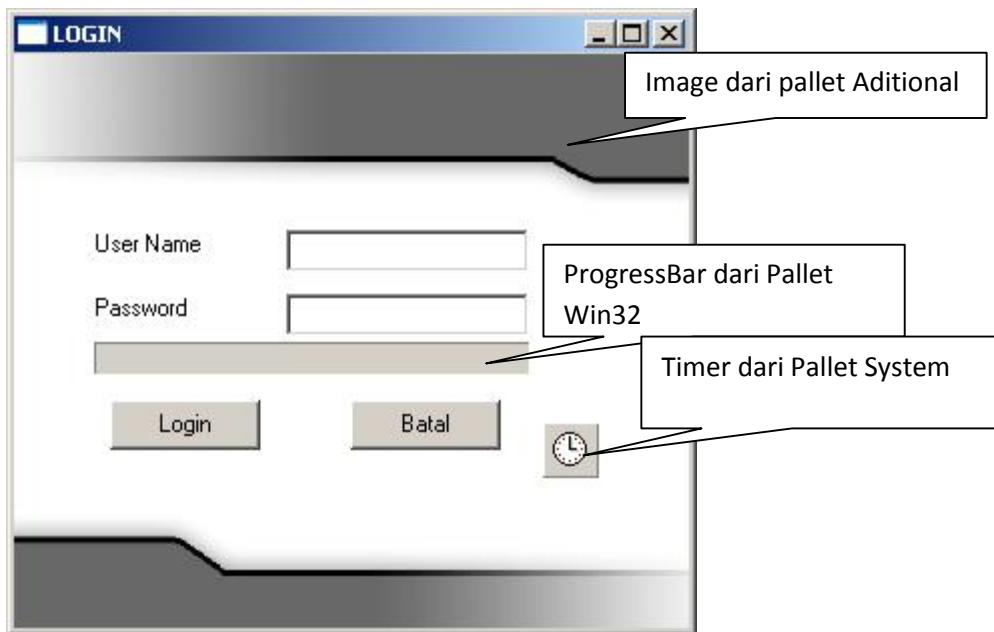 LOGIN
Image dari pallet Aditional
User Name
ProgressBar dari Pallet
Win32
Password
Timer dari Pallet System
Login
Batal